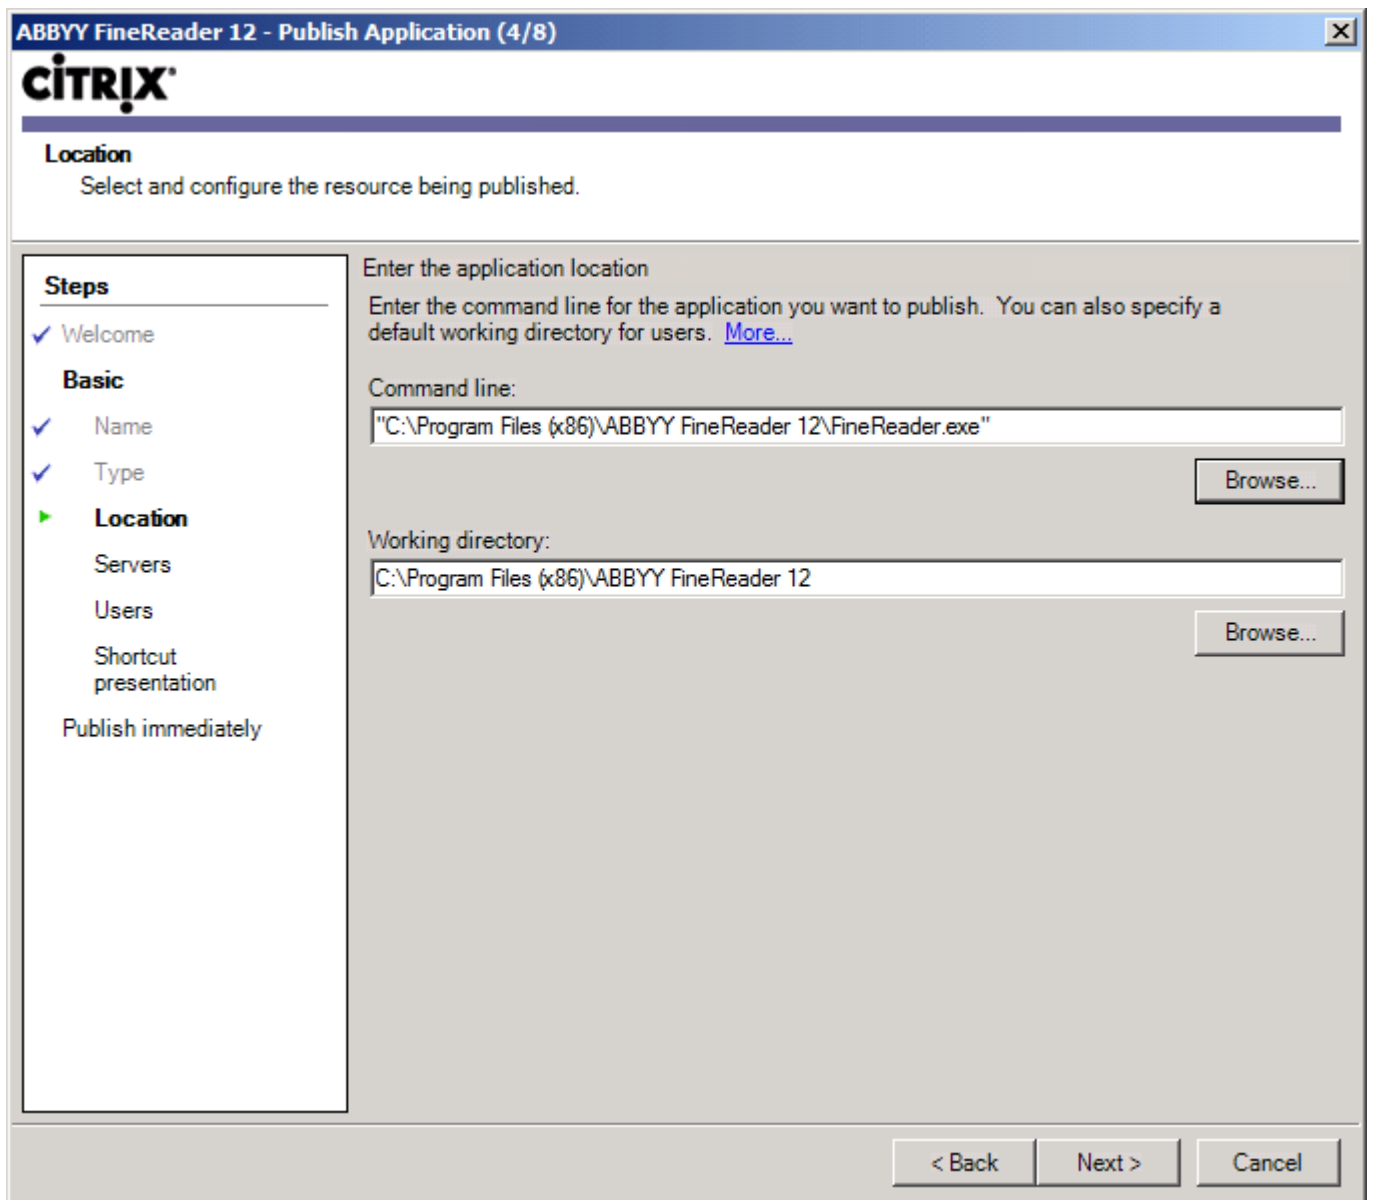 ABBYY FineReader 12 - Publish Application (4/8)
CİTRIX®
Location
Select and configure the resource being published.
Steps
Welcome
Basic
Name
Type
Location
Servers
Users
Shortcut
presentation
Publish immediately
Enter the application location
Enter the command line for the application you want to publish.  You can also specify a
default working directory for users.  More...
Command line:
"C:\Program Files (x86)\ABBYY FineReader 12\FineReader.exe"
Browse...
Working directory:
C:\Program Files (x86)\ABBYY FineReader 12
Browse...
< Back
Next >
Cancel